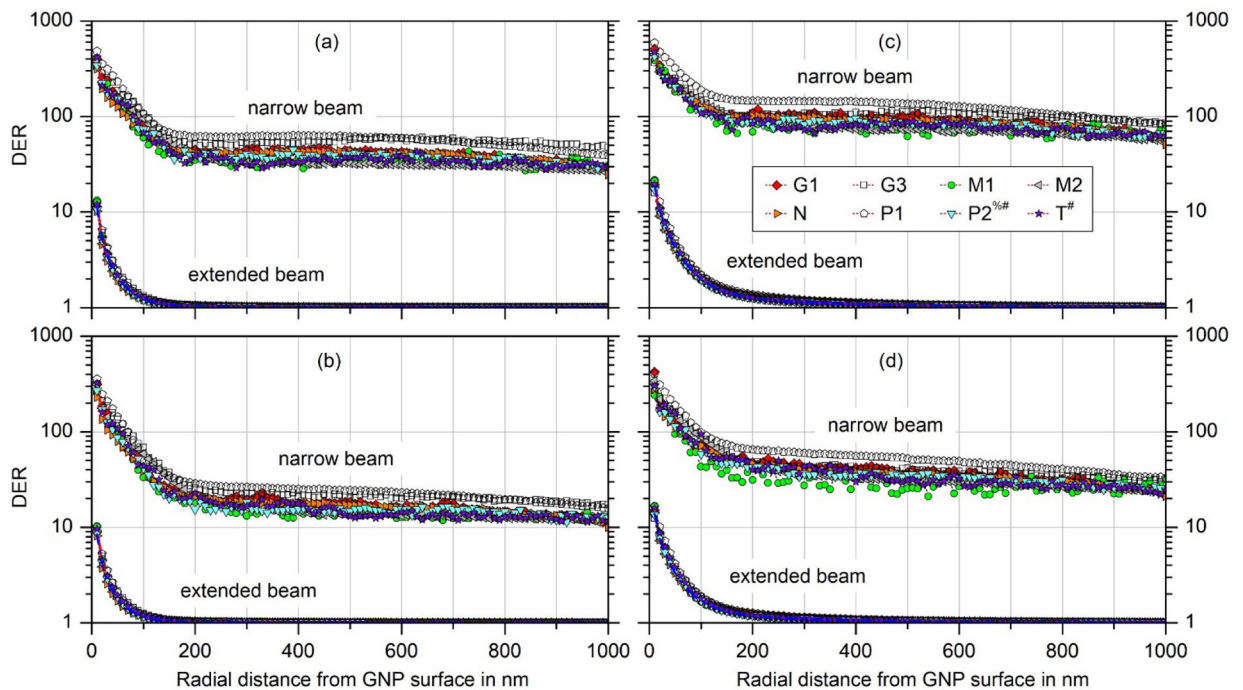 1000
100
10
1
DER
(a)
narrow beam
extended beam
(c)
narrow beam
extended beam
1000
100
10
1
G1 G3 M1 M2
N P1 P2%# T#
1000
100
10
1
DER
(b)
narrow beam
extended beam
(d)
narrow beam
extended beam
1000
100
10
1
0 200 400 600 800 1000
0 200 400 600 800 1000
Radial distance from GNP surface in nm
Radial distance from GNP surface in nm